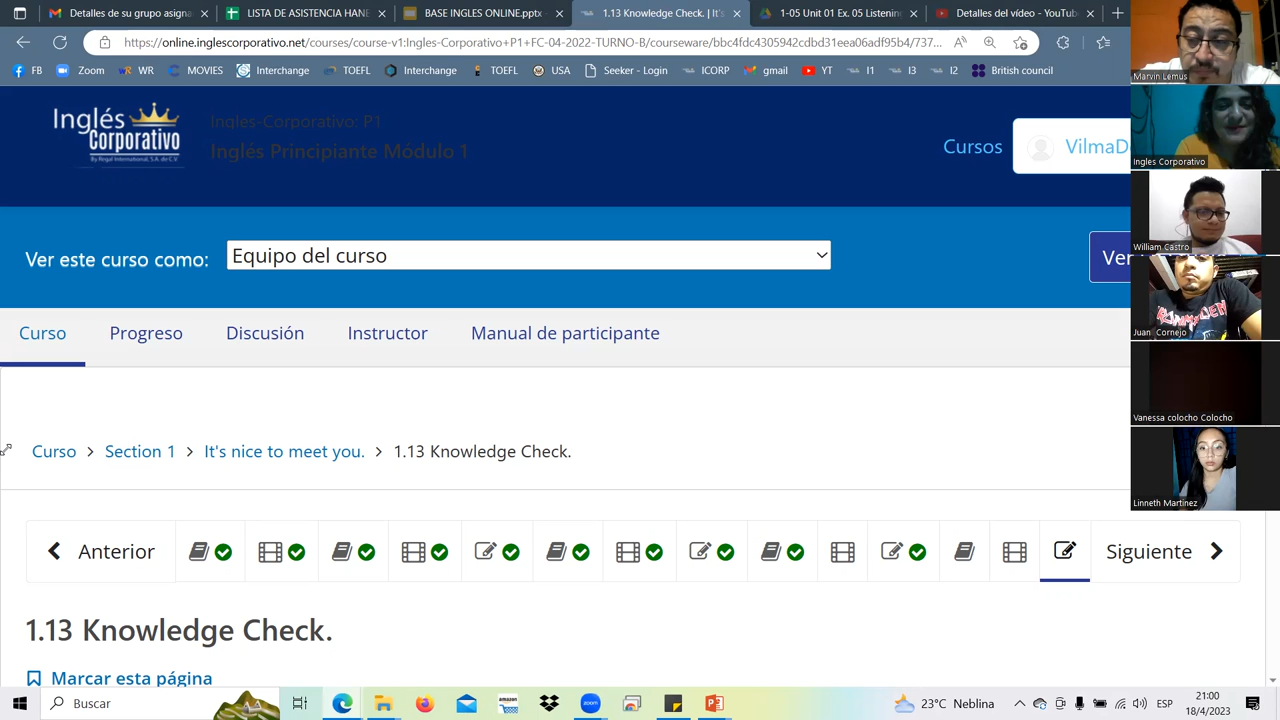 Detalles de su grupo asigna
LISTA DE ASISTENCIA HANE
BASE INGLES ONLINE.pptx
1.13 Knowledge Check. | It's
1-05 Unit 01 Ex. 05 Listening
Detalles del vídeo - YouTube
https://online.inglescorporativo.net/courses/course-v1:Ingles-Corporativo+P1+FC-04-2022-TURNO-B/courseware/bbc4fdc4305942cdbd31eea06adf95b4/737...
FB
Zoom
WR
MOVIES
Interchange
TOEFL
Interchange
TOEFL
USA
Seeker - Login
ICORP
gmail
YT
I1
I3
I2
British council
Inglés
Corporativo
By Regal International, S.A. de C.V.
Ingles-Corporativo: P1
Inglés Principiante Módulo 1
Cursos
VilmaD
Ver este curso como:
Equipo del curso
Ver
Curso
Progreso
Discusión
Instructor
Manual de participante
Curso > Section 1 > It's nice to meet you. > 1.13 Knowledge Check.
Anterior
Siguiente
1.13 Knowledge Check.
Marcar esta página
Marvin Lemus
Ingles Corporativo
William Castro
Juan Cornejo
Vanessa colocho Colocho
Linneth Martínez
Buscar
amazon
zoom
23°C Neblina
ESP
21:00
18/4/2023